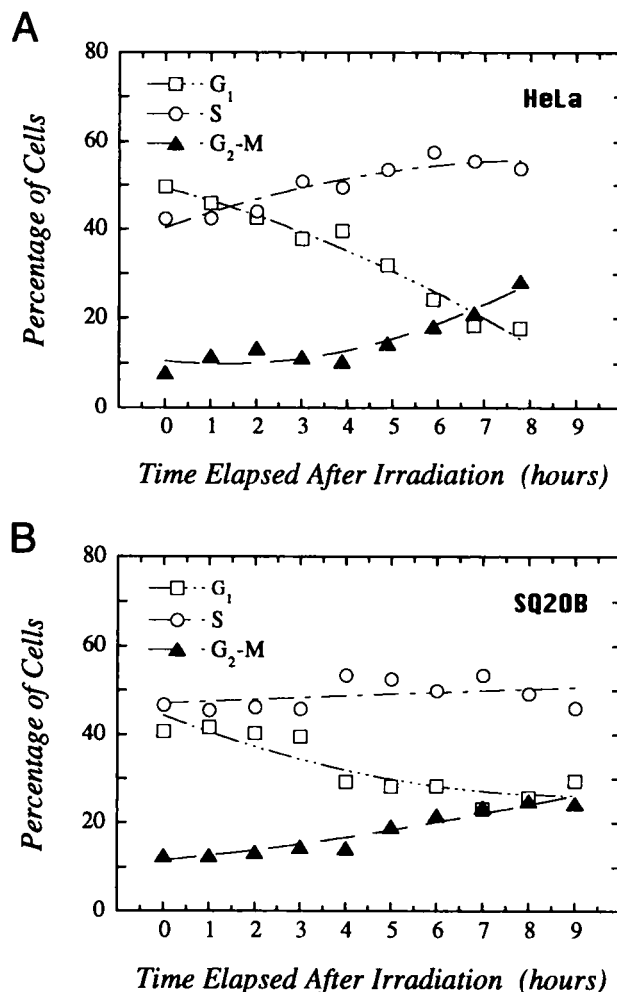 A
80
60
40
20
0
Percentage of Cells
G₁
S
G₂-M
HeLa
0 1 2 3 4 5 6 7 8 9
Time Elapsed After Irradiation (hours)
B
80
60
40
20
0
Percentage of Cells
G₁
S
G₂-M
SQ20B
0 1 2 3 4 5 6 7 8 9
Time Elapsed After Irradiation (hours)